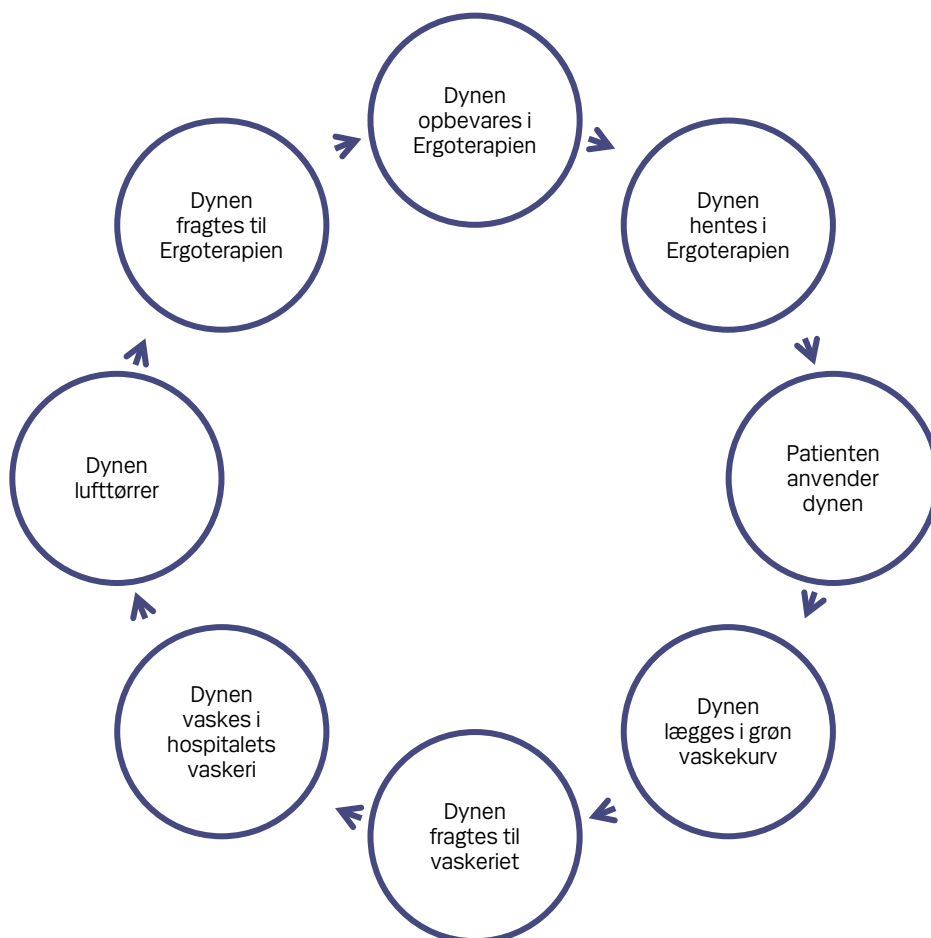 Dynen
opbevares i
Ergoterapien
Dynen
hentes i
Ergoterapien
Patienten
anvender
dynen
Dynen
lægges i grøn
vaskekurv
Dynen
fragtes til
vaskeriet
Dynen
vaskes i
hospitalets
vaskeri
Dynen
lufttørrer
Dynen
fragtes til
Ergoterapien